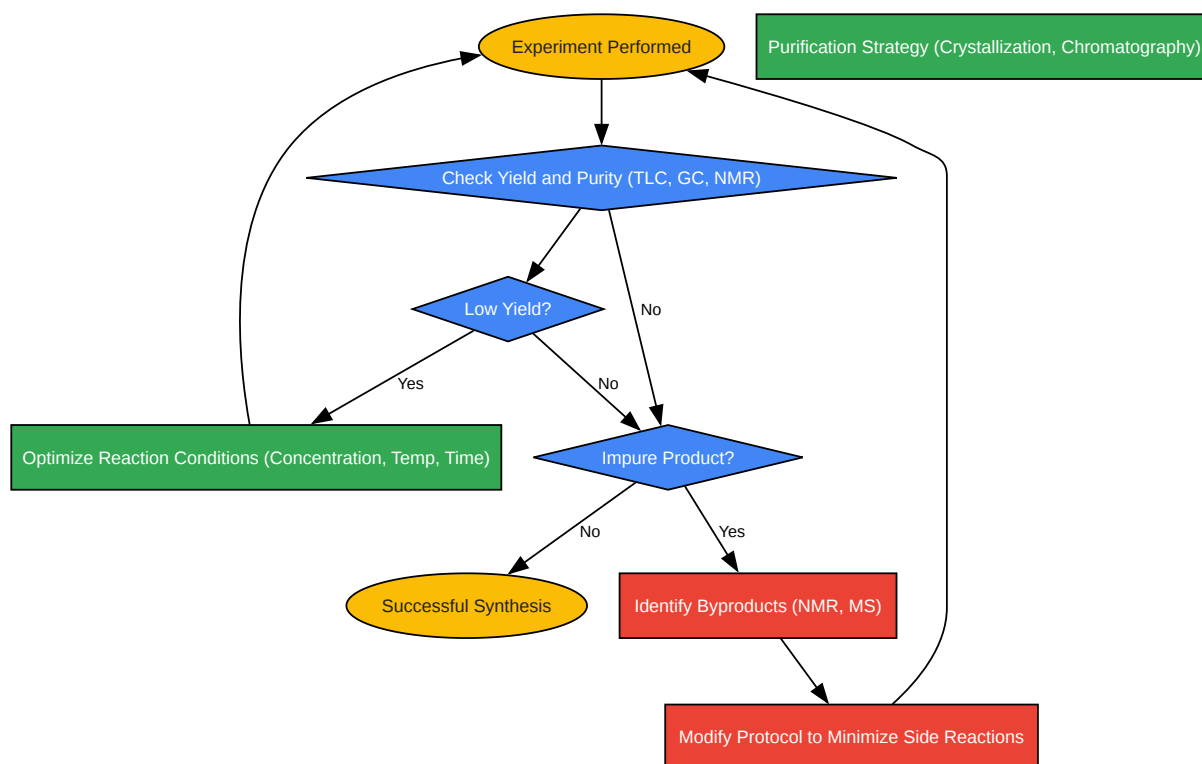 Experiment Performed
Purification Strategy (Crystallization, Chromatography)
Check Yield and Purity (TLC, GC, NMR)
Low Yield?
No
Yes
No
Optimize Reaction Conditions (Concentration, Temp, Time)
Impure Product?
No
Yes
Successful Synthesis
Identify Byproducts (NMR, MS)
Modify Protocol to Minimize Side Reactions